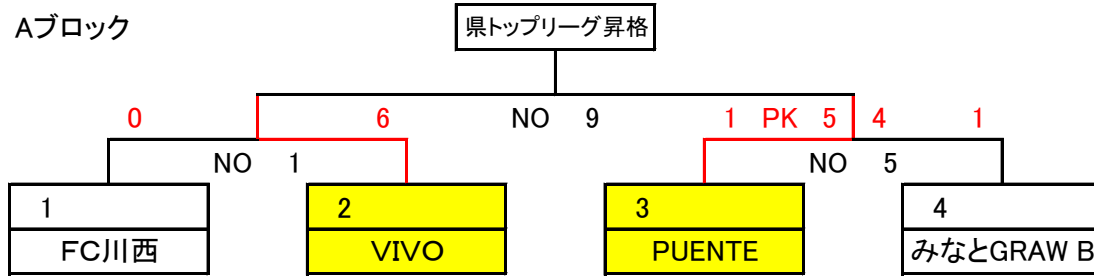 Aブロック
県トップリーグ昇格
0 6 NO 9 1 PK 5 4 1
NO 1 NO 5
1 2 3 4
FC川西 VIVO PUENTE みなとGRAW B